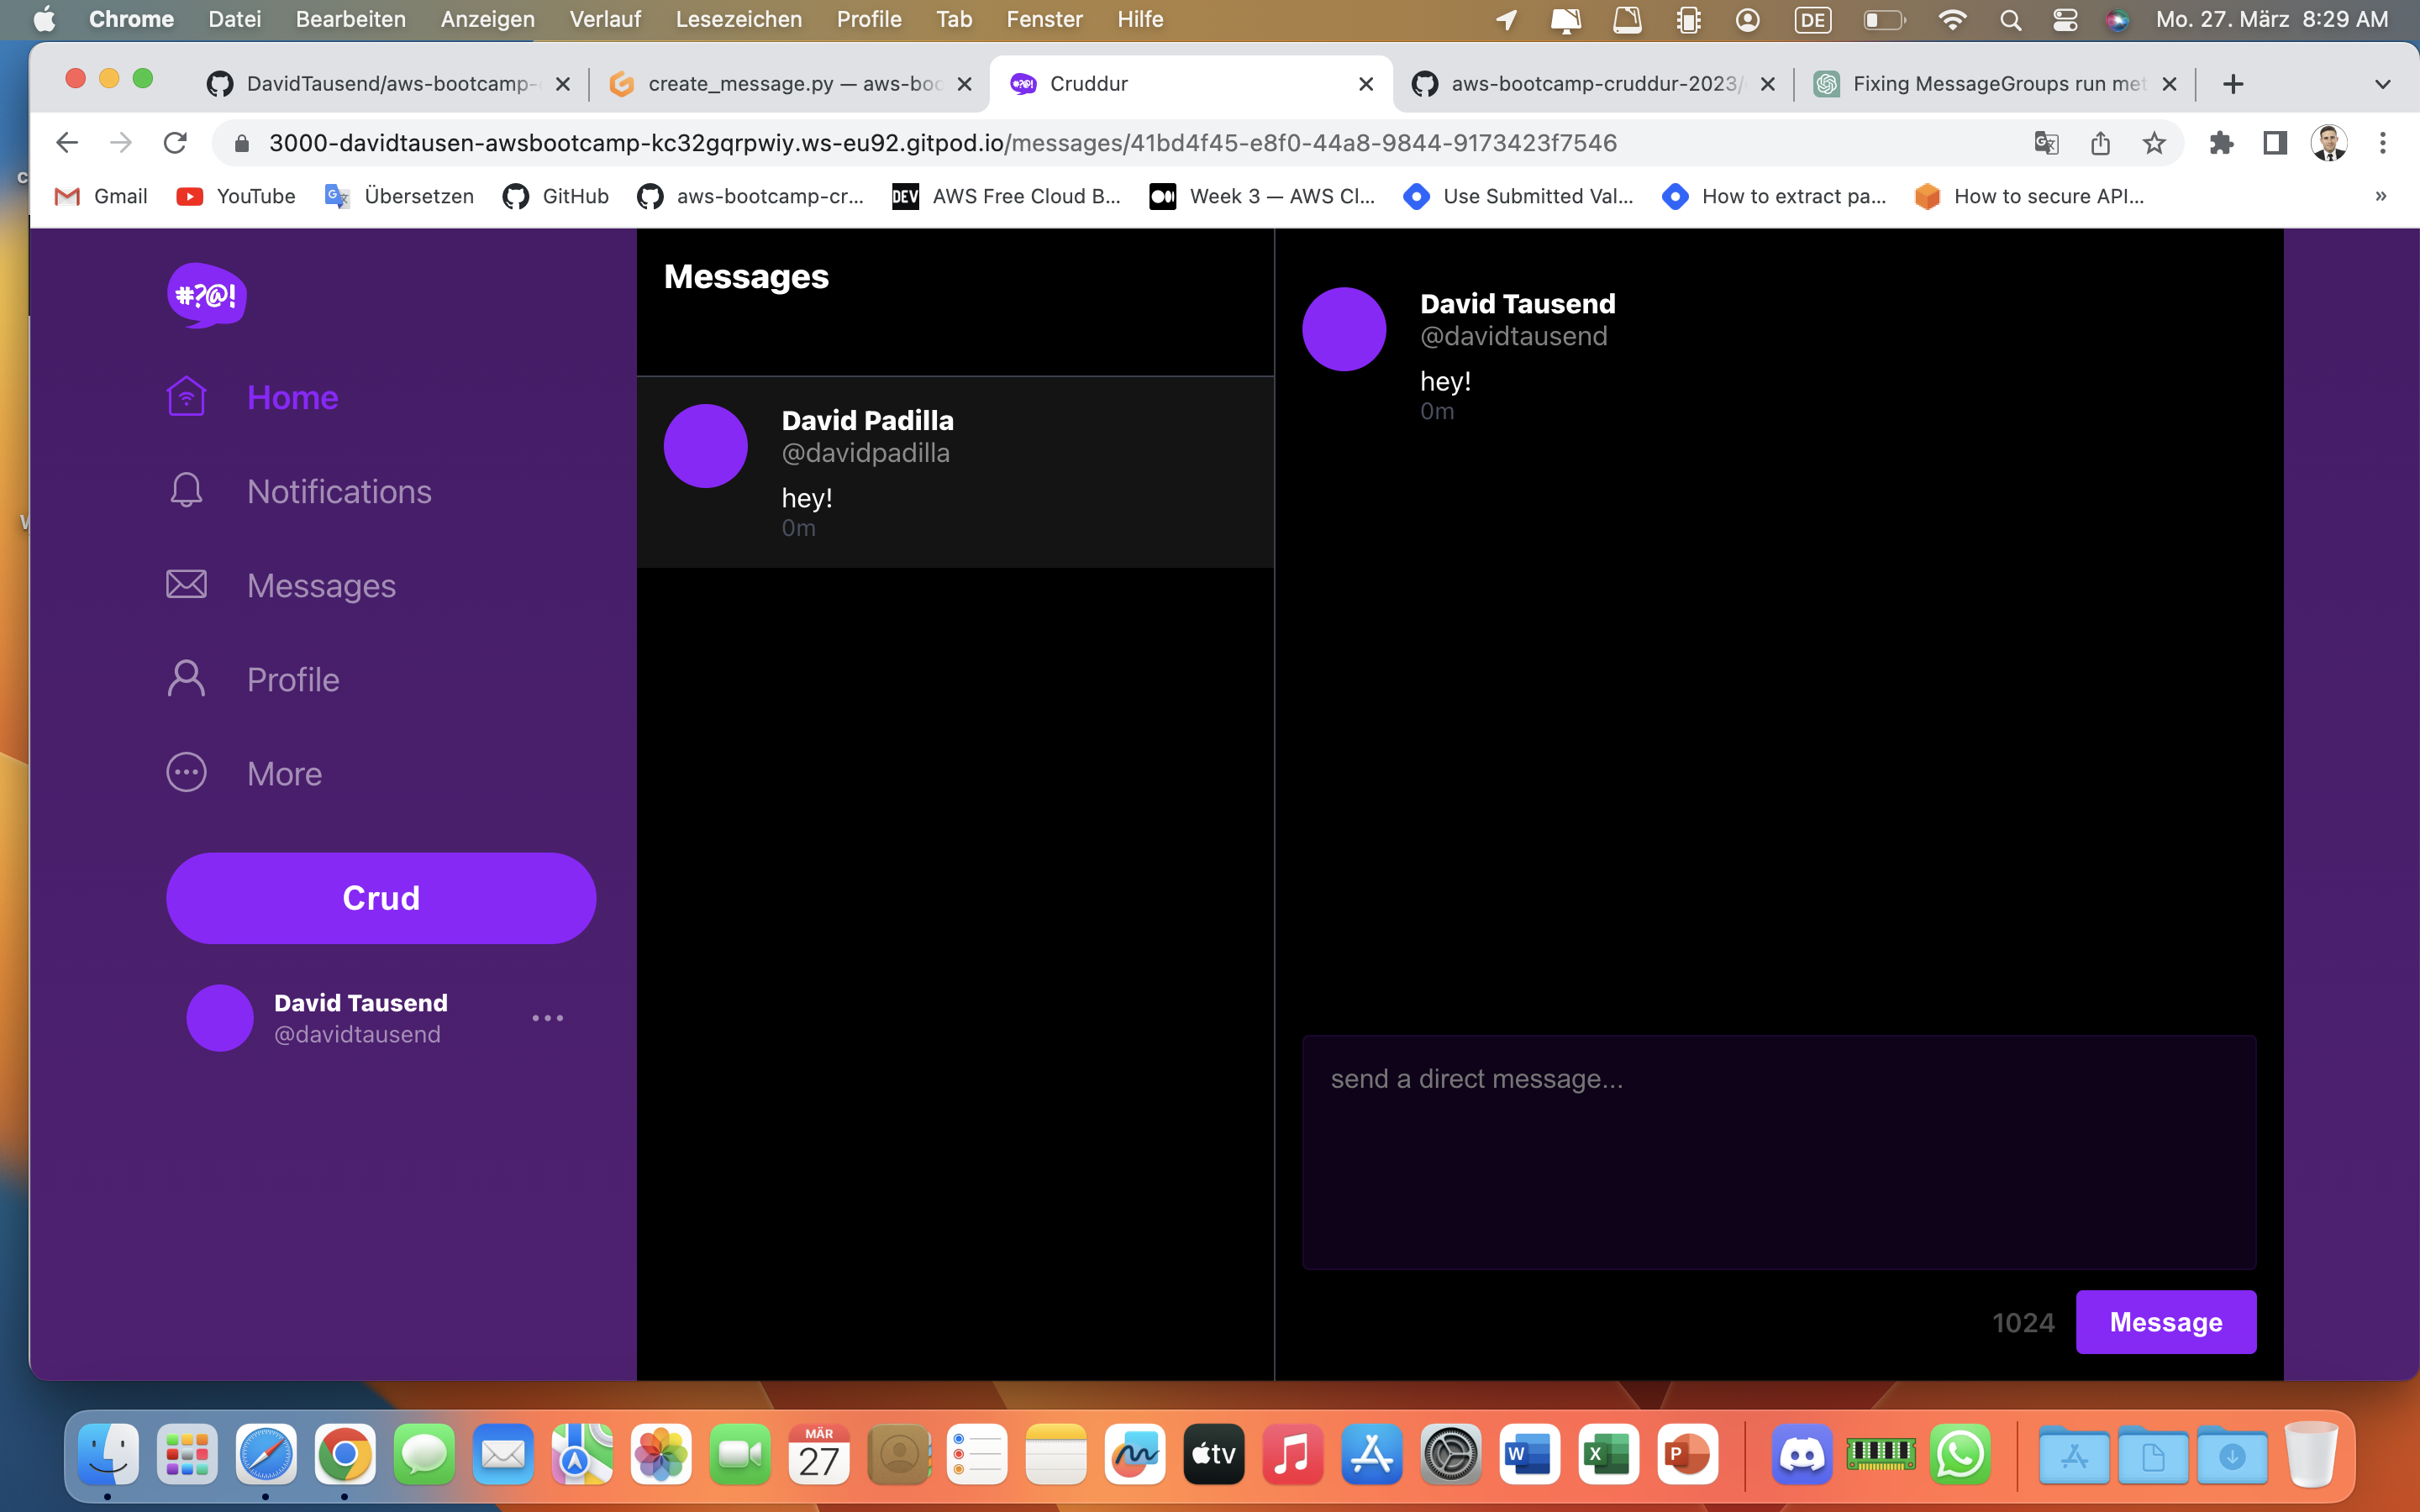 Chrome Datei Bearbeiten Anzeigen Verlauf Lesezeichen Profile Tab Fenster Hilfe DE Mo. 27. März 8:29 AM
DavidTausend/aws-bootcamp- create_message.py — aws-boo Cruddur aws-bootcamp-cruddur-2023/ Fixing MessageGroups run met
3000-davidtausen-awsbootcamp-kc32gqrpwiy.ws-eu92.gitpod.io/messages/41bd4f45-e8f0-44a8-9844-9173423f7546
Gmail YouTube Übersetzen GitHub aws-bootcamp-cr... DEV AWS Free Cloud B... Week 3 — AWS Cl... Use Submitted Val... How to extract pa... How to secure API... »
#?@!
Home
Notifications
Messages
Profile
More
Crud
David Tausend
@davidtausend
Messages
David Padilla
@davidpadilla
hey!
0m
David Tausend
@davidtausend
hey!
0m
send a direct message...
1024 Message
MÄR
27
tv
W
X
P